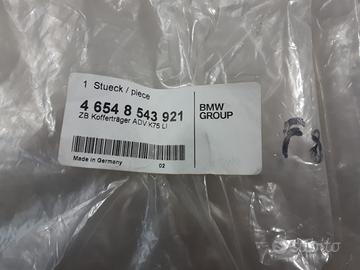 1 Stueck / piece
4 654 8 543 921
ZB Kofferträger ADV K75 LI
BMW
GROUP
Made in Germany
02
subito